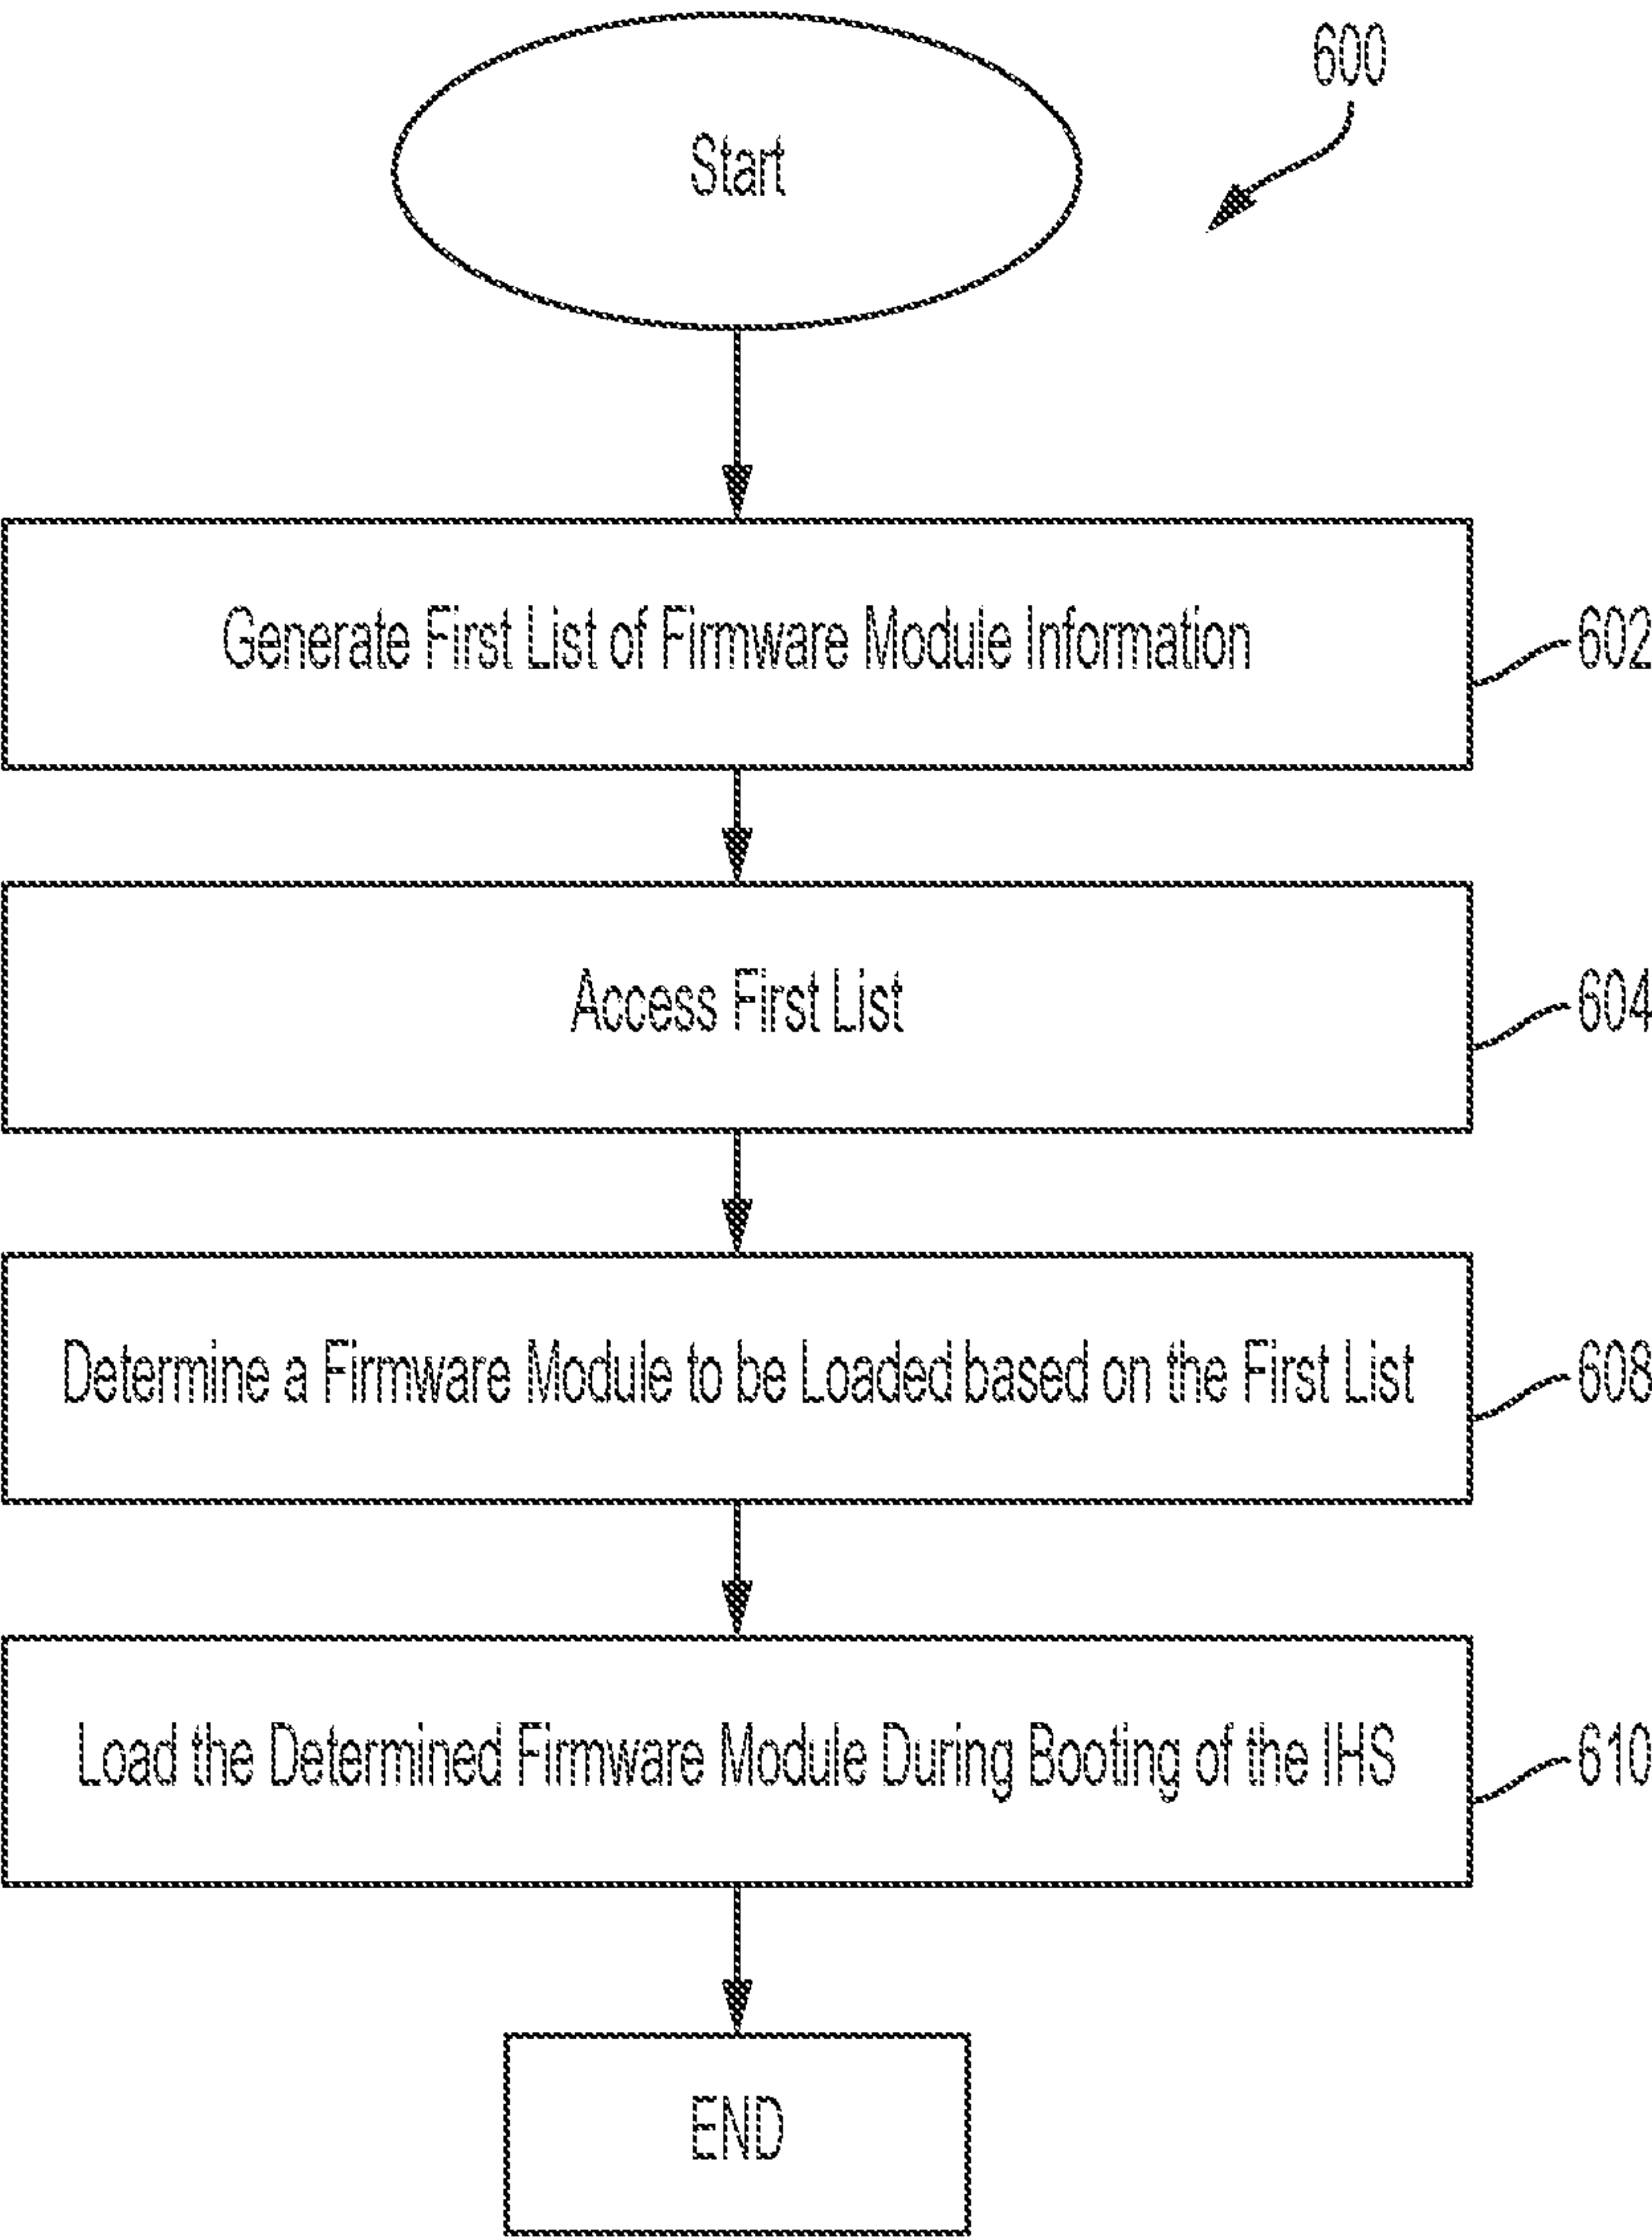 600
Start
Generate First List of Firmware Module Information
602
Access First List
604
Determine a Firmware Module to be Loaded based on the First List
608
Load the Determined Firmware Module During Booting of the IHS
610
END